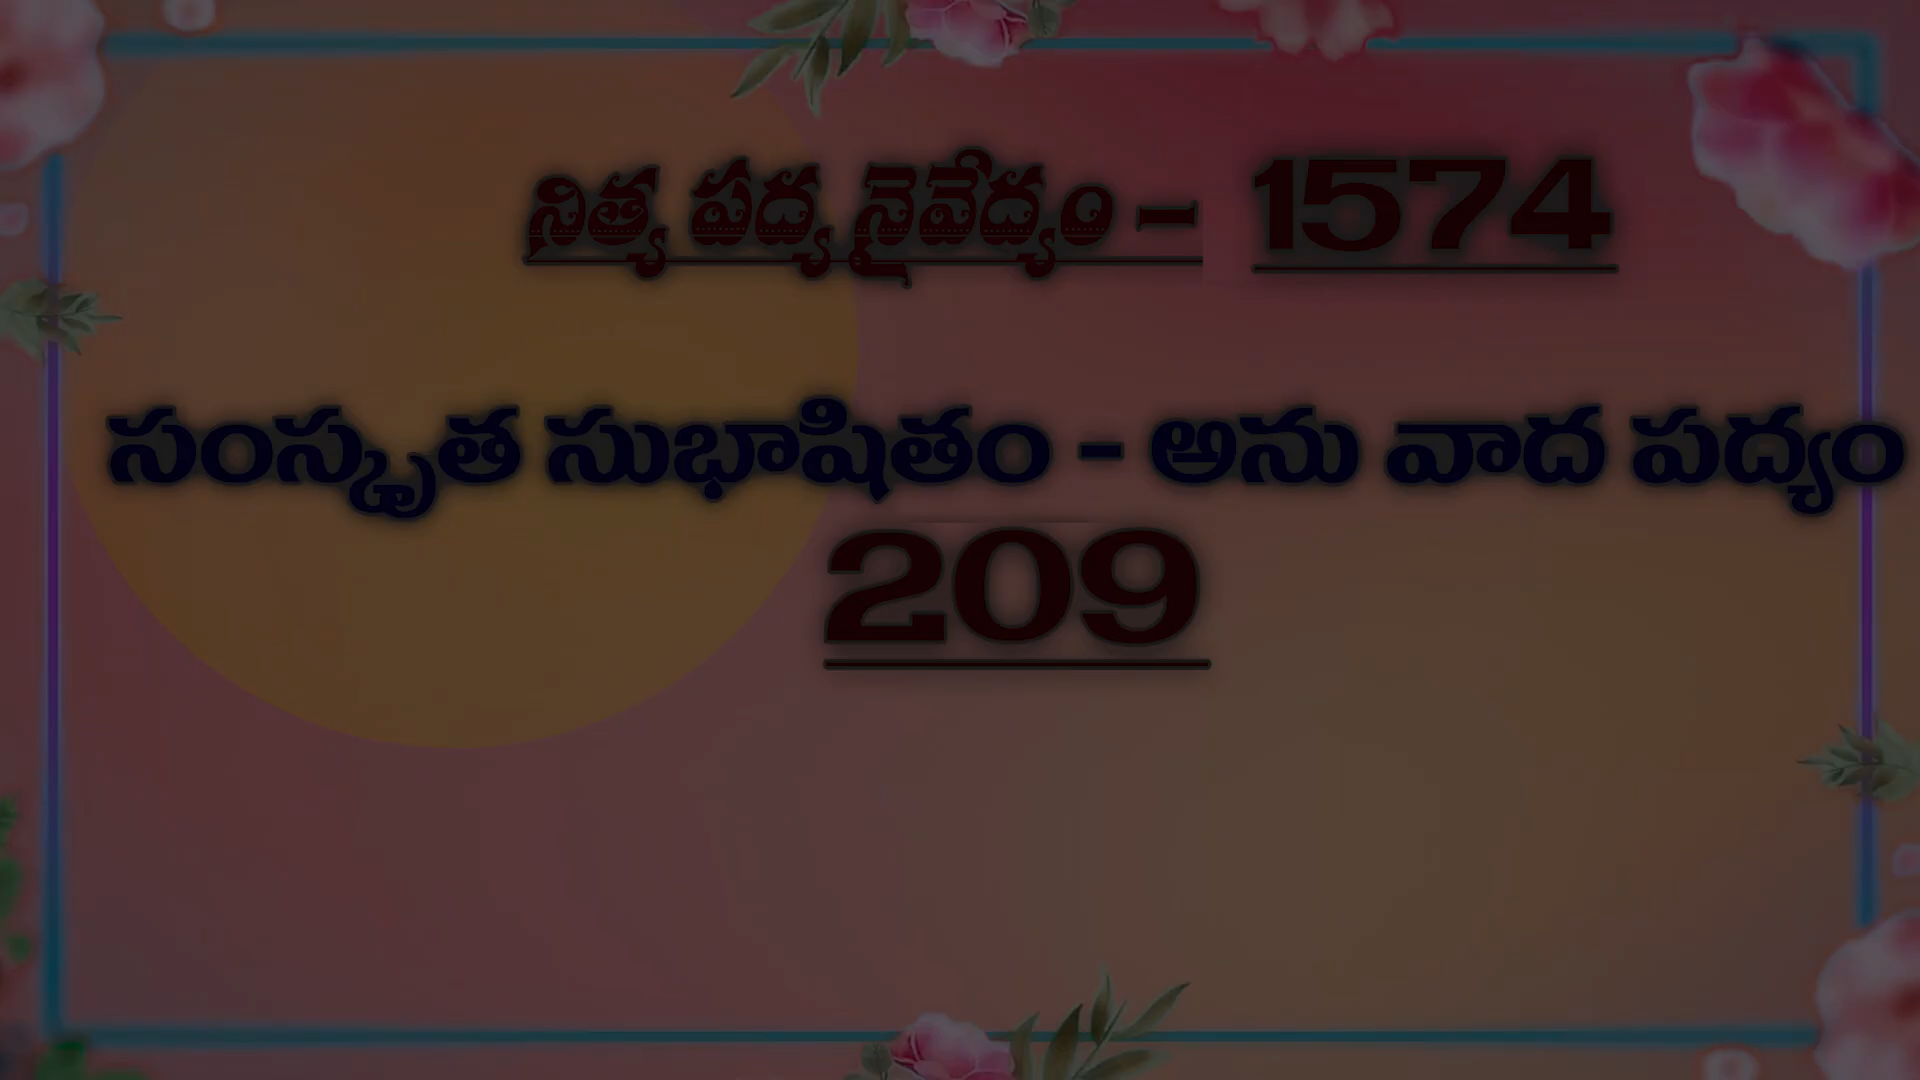 నిత్య పద్య నైవేద్యం – 1574
సంస్కృత సుభాషితం - అను వాద పద్యం
209